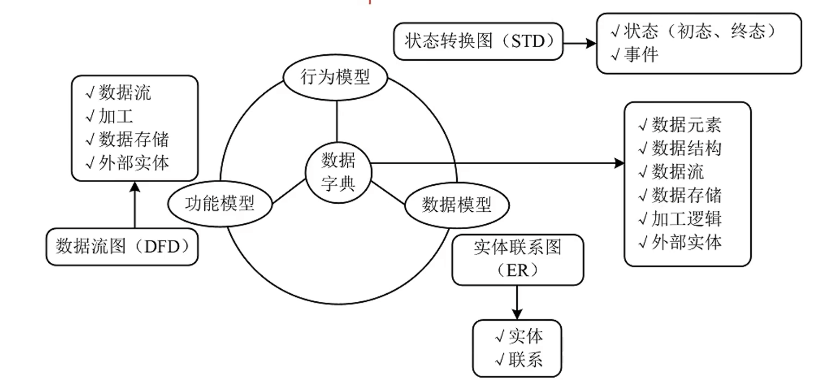 状态转换图（STD）
√状态（初态、终态）
√事件
行为模型
√数据流
√加工
√数据存储
√外部实体
数据
字典
√数据元素
√数据结构
√数据流
√数据存储
√加工逻辑
√外部实体
功能模型
数据模型
数据流图（DFD）
实体联系图
（ER）
√实体
√联系